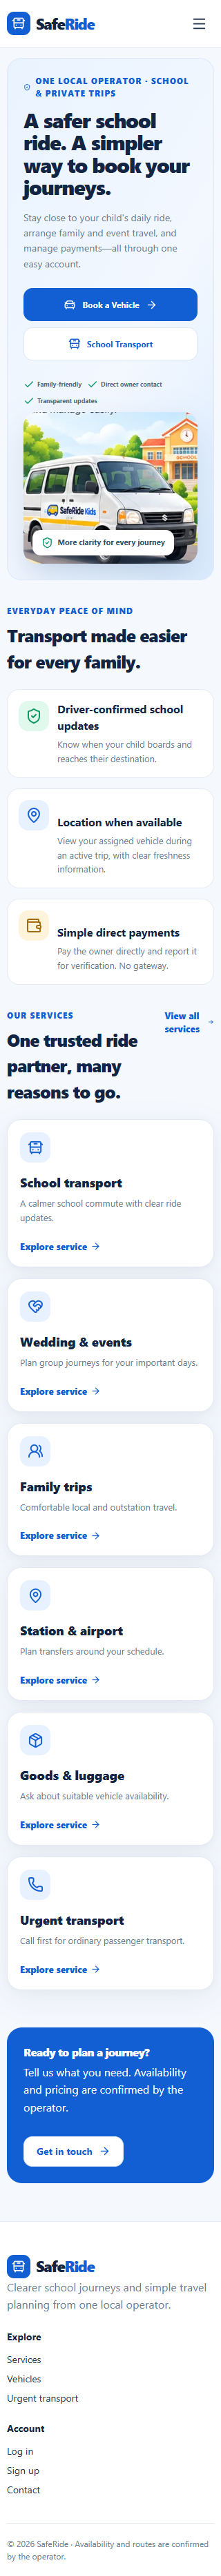 SafeRide
ONE LOCAL OPERATOR · SCHOOL
& PRIVATE TRIPS
A safer school
ride. A simpler
way to book your
journeys.
Stay close to your child's daily ride,
arrange family and event travel, and
manage payments—all through one
easy account.
Book a Vehicle
School Transport
Family-friendly
Direct owner contact
Transparent updates
SafeRide Kids
More clarity for every journey
EVERYDAY PEACE OF MIND
Transport made easier
for every family.
Driver-confirmed school
updates
Know when your child boards and
reaches their destination.
Location when available
View your assigned vehicle during
an active trip, with clear freshness
information.
Simple direct payments
Pay the owner directly and report it
for verification. No gateway.
OUR SERVICES
View all
services
One trusted ride
partner, many
reasons to go.
School transport
A calmer school commute with clear ride
updates.
Explore service
Wedding & events
Plan group journeys for your important days.
Explore service
Family trips
Comfortable local and outstation travel.
Explore service
Station & airport
Plan transfers around your schedule.
Explore service
Goods & luggage
Ask about suitable vehicle availability.
Explore service
Urgent transport
Call first for ordinary passenger transport.
Explore service
Ready to plan a journey?
Tell us what you need. Availability
and pricing are confirmed by the
operator.
Get in touch
SafeRide
Clearer school journeys and simple travel
planning from one local operator.
Explore
Services
Vehicles
Urgent transport
Account
Log in
Sign up
Contact
© 2026 SafeRide · Availability and routes are confirmed
by the operator.